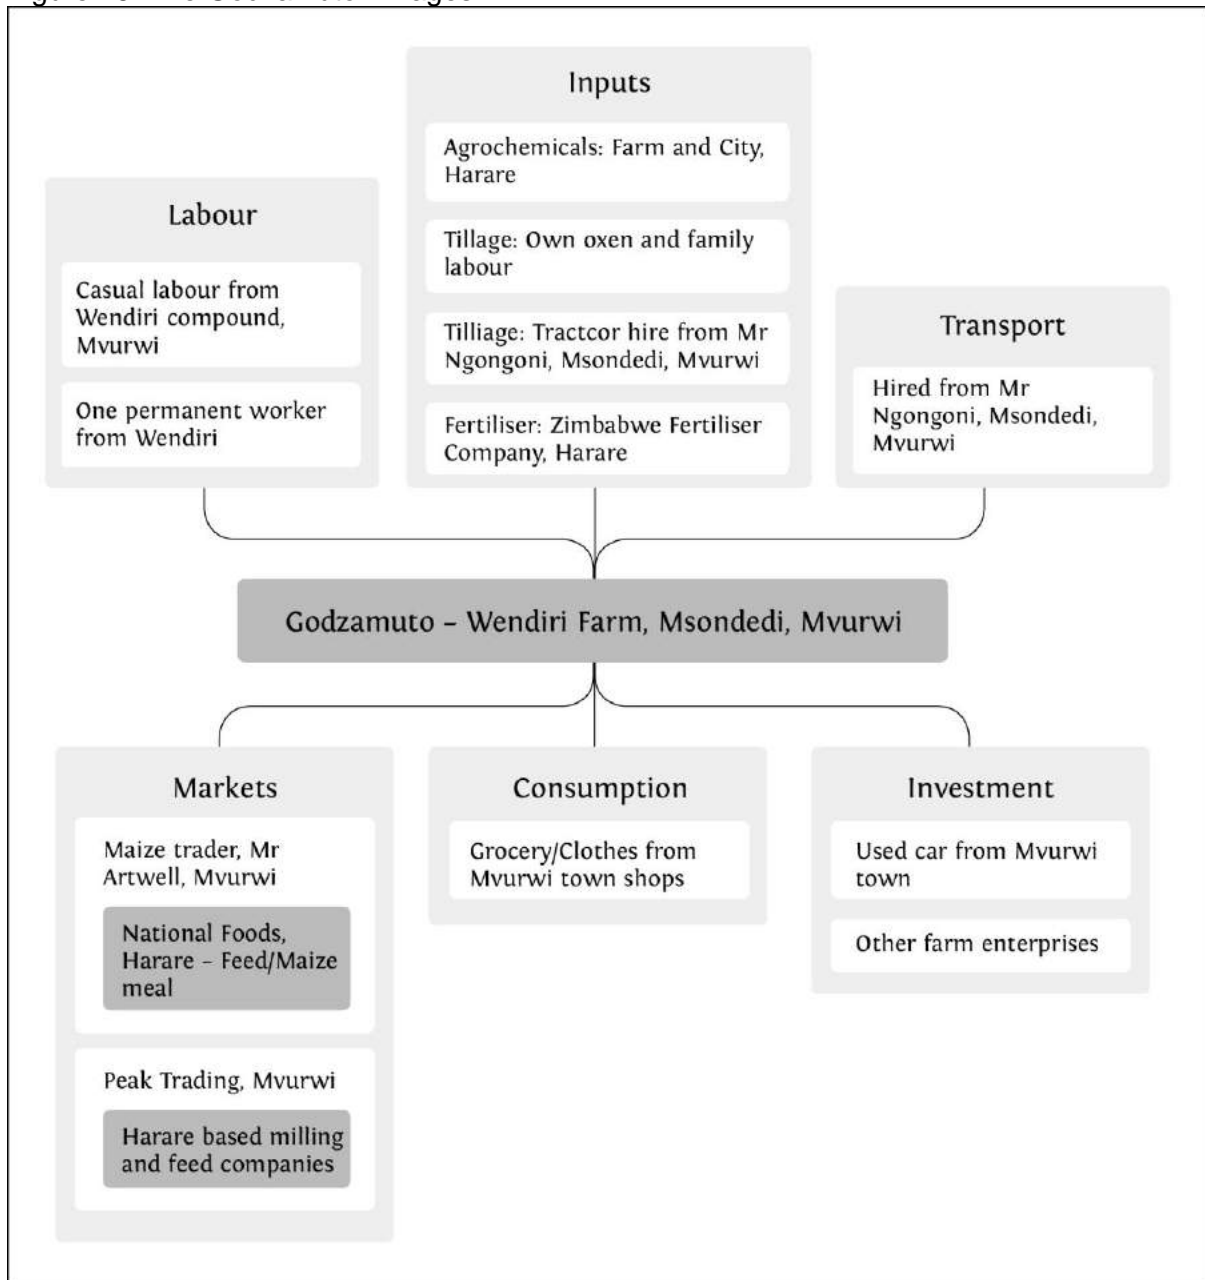 Inputs
Agrochemicals: Farm and City,
Harare
Tillage: Own oxen and family
labour
Tilliage: Tractcor hire from Mr
Ngongoni, Msondedi, Mvurwi
Fertiliser: Zimbabwe Fertiliser
Company, Harare
Labour
Casual labour from
Wendiri compound,
Mvurwi
One permanent worker
from Wendiri
Transport
Hired from Mr
Ngongoni, Msondedi,
Mvurwi
Godzamuto – Wendiri Farm, Msondedi, Mvurwi
Markets
Maize trader, Mr
Artwell, Mvurwi
National Foods,
Harare – Feed/Maize
meal
Peak Trading, Mvurwi
Harare based milling
and feed companies
Consumption
Grocery/Clothes from
Mvurwi town shops
Investment
Used car from Mvurwi
town
Other farm enterprises